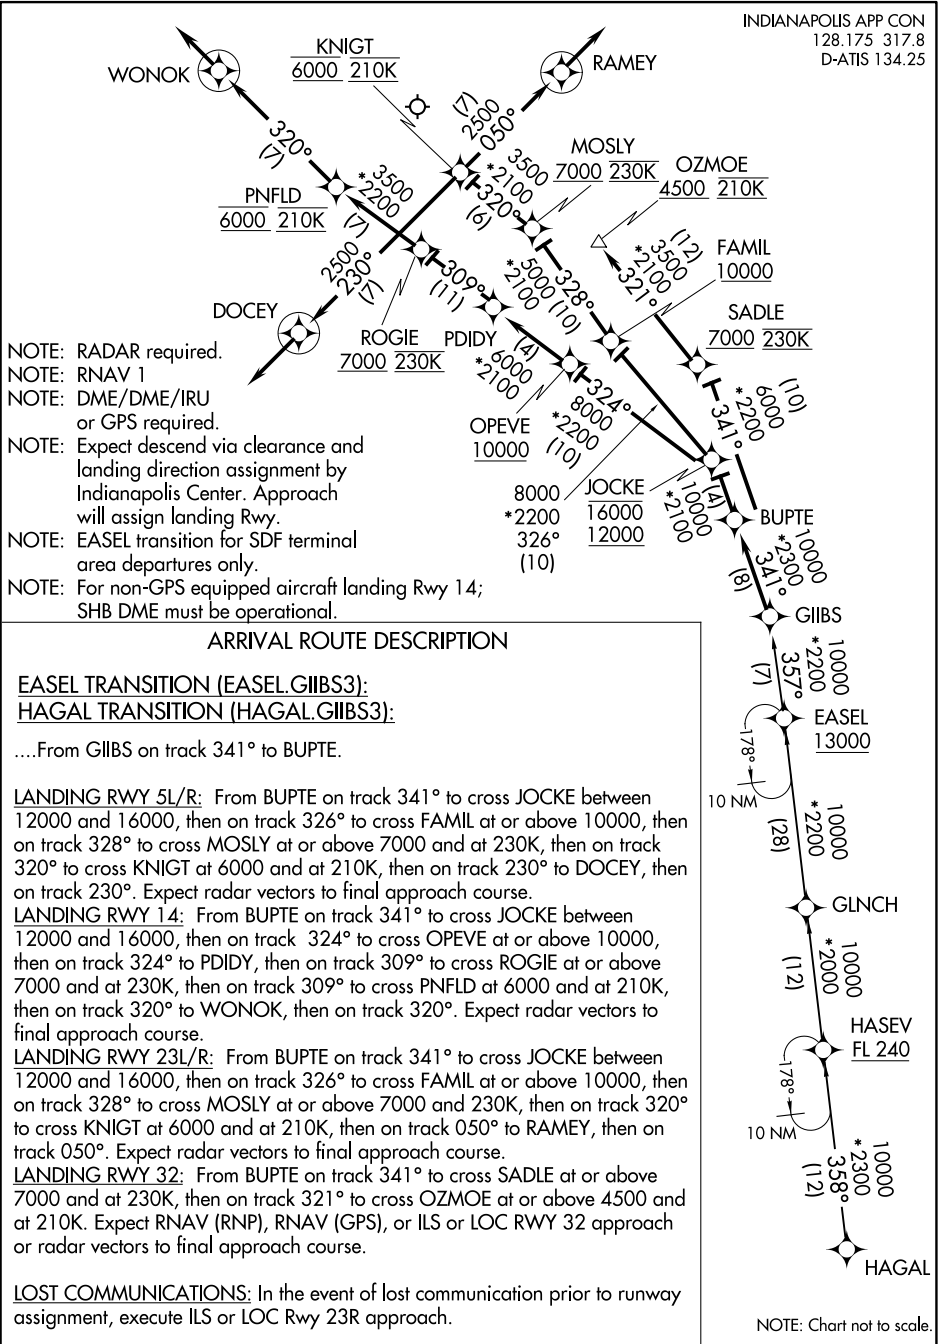 INDIANAPOLIS APP CON
128.175 317.8
D-ATIS 134.25
WONOK
KNIGT
6000 210K
RAMEY
320°
(7)
(7)
2500
050°
MOSLY
7000 230K
OZMOE
4500 210K
PNFLD
6000 210K
3500
*2200
(7)
3500
*2100
320°
(6)
(12)
3500
*2100
321°
FAMIL
10000
2500
230°
(7)
DOCEY
309°
(11)
5000
*2100
328°
(10)
SADLE
7000 230K
ROGIE
7000 230K
PDIDY
(4)
6000
*2100
324°
8000
*2200
(10)
OPEVE
10000
(10)
6000
*2200
341°
8000
*2200
326°
(10)
JOCKE
16000
12000
(4)
10000
*2100
BUPTE
10000
*2300
341°
(8)
GIIBS
10000
*2200
357°
(7)
EASEL
13000
178°
10 NM
10000
*2200
(28)
GLNCH
10000
*2000
(12)
HASEV
FL 240
178°
10 NM
10000
*2300
358°
(12)
HAGAL
NOTE: Chart not to scale.
NOTE: RADAR required.
NOTE: RNAV 1
NOTE: DME/DME/IRU
or GPS required.
NOTE: Expect descend via clearance and
landing direction assignment by
Indianapolis Center. Approach
will assign landing Rwy.
NOTE: EASEL transition for SDF terminal
area departures only.
NOTE: For non-GPS equipped aircraft landing Rwy 14;
SHB DME must be operational.
ARRIVAL ROUTE DESCRIPTION
EASEL TRANSITION (EASEL.GIIBS3):
HAGAL TRANSITION (HAGAL.GIIBS3):
....From GIIBS on track 341° to BUPTE.
LANDING RWY 5L/R: From BUPTE on track 341° to cross JOCKE between
12000 and 16000, then on track 326° to cross FAMIL at or above 10000, then
on track 328° to cross MOSLY at or above 7000 and at 230K, then on track
320° to cross KNIGT at 6000 and at 210K, then on track 230° to DOCEY, then
on track 230°. Expect radar vectors to final approach course.
LANDING RWY 14: From BUPTE on track 341° to cross JOCKE between
12000 and 16000, then on track 324° to cross OPEVE at or above 10000,
then on track 324° to PDIDY, then on track 309° to cross ROGIE at or above
7000 and at 230K, then on track 309° to cross PNFLD at 6000 and at 210K,
then on track 320° to WONOK, then on track 320°. Expect radar vectors to
final approach course.
LANDING RWY 23L/R: From BUPTE on track 341° to cross JOCKE between
12000 and 16000, then on track 326° to cross FAMIL at or above 10000, then
on track 328° to cross MOSLY at or above 7000 and 230K, then on track 320°
to cross KNIGT at 6000 and at 210K, then on track 050° to RAMEY, then on
track 050°. Expect radar vectors to final approach course.
LANDING RWY 32: From BUPTE on track 341° to cross SADLE at or above
7000 and at 230K, then on track 321° to cross OZMOE at or above 4500 and
at 210K. Expect RNAV (RNP), RNAV (GPS), or ILS or LOC RWY 32 approach
or radar vectors to final approach course.
LOST COMMUNICATIONS: In the event of lost communication prior to runway
assignment, execute ILS or LOC Rwy 23R approach.